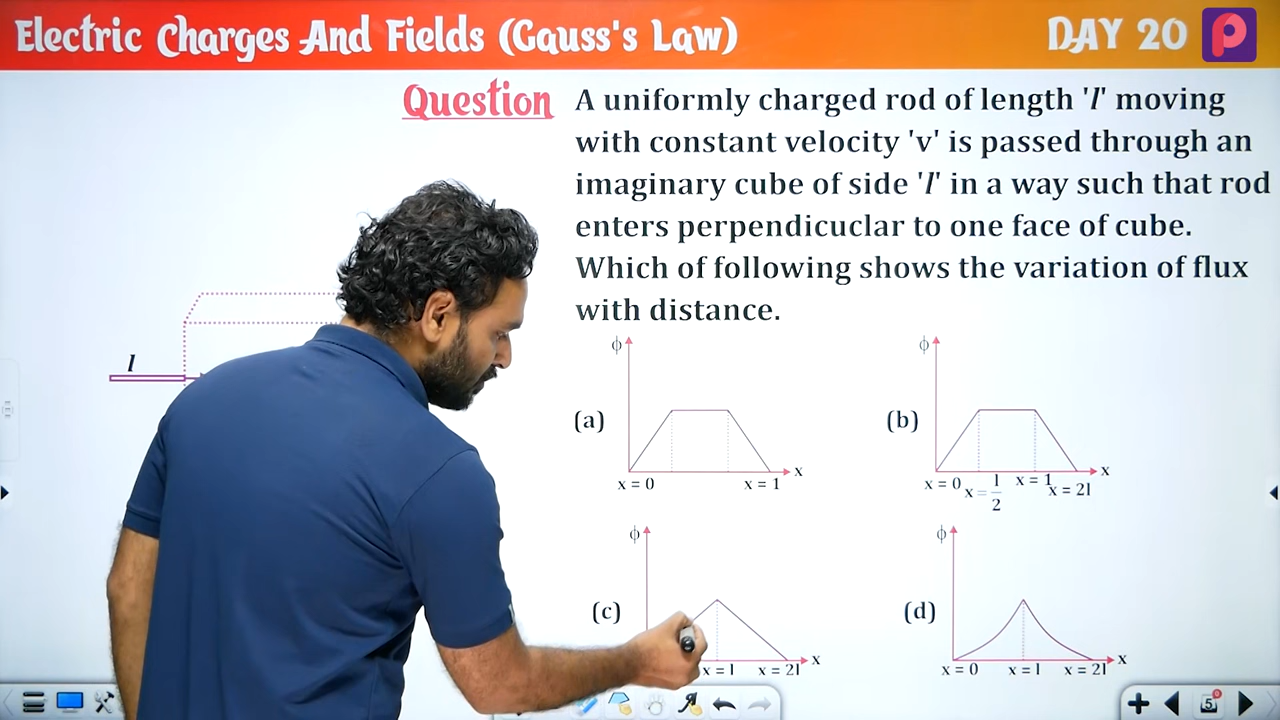 Electric Charges And Fields (Gauss's Law)
DAY 20
Question
A uniformly charged rod of length 'l' moving
with constant velocity 'v' is passed through an
imaginary cube of side 'l' in a way such that rod
enters perpendicuclar to one face of cube.
Which of following shows the variation of flux
with distance.
l
(a)
ϕ
x
x = 0
x = 1
(b)
ϕ
x
x = 0
x = l/2
x = 1
x = 2l
(c)
ϕ
x
x = l
x = 2l
(d)
ϕ
x
x = 0
x = l
x = 2l
5